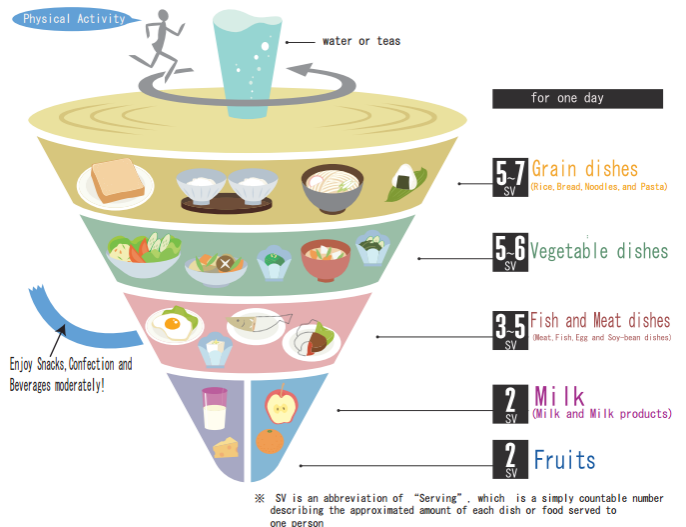 Physical Activity
water or teas
for one day
5~7
SV
Grain dishes
(Rice, Bread, Noodles, and Pasta)
5~6
SV
Vegetable dishes
3~5
SV
Fish and Meat dishes
(Meat, Fish, Egg and Soy-bean dishes)
Enjoy Snacks, Confection and
Beverages moderately!
2
SV
Milk
(Milk and Milk products)
2
SV
Fruits
※ SV is an abbreviation of “Serving”, which is a simply countable number
describing the approximated amount of each dish or food served to
one person